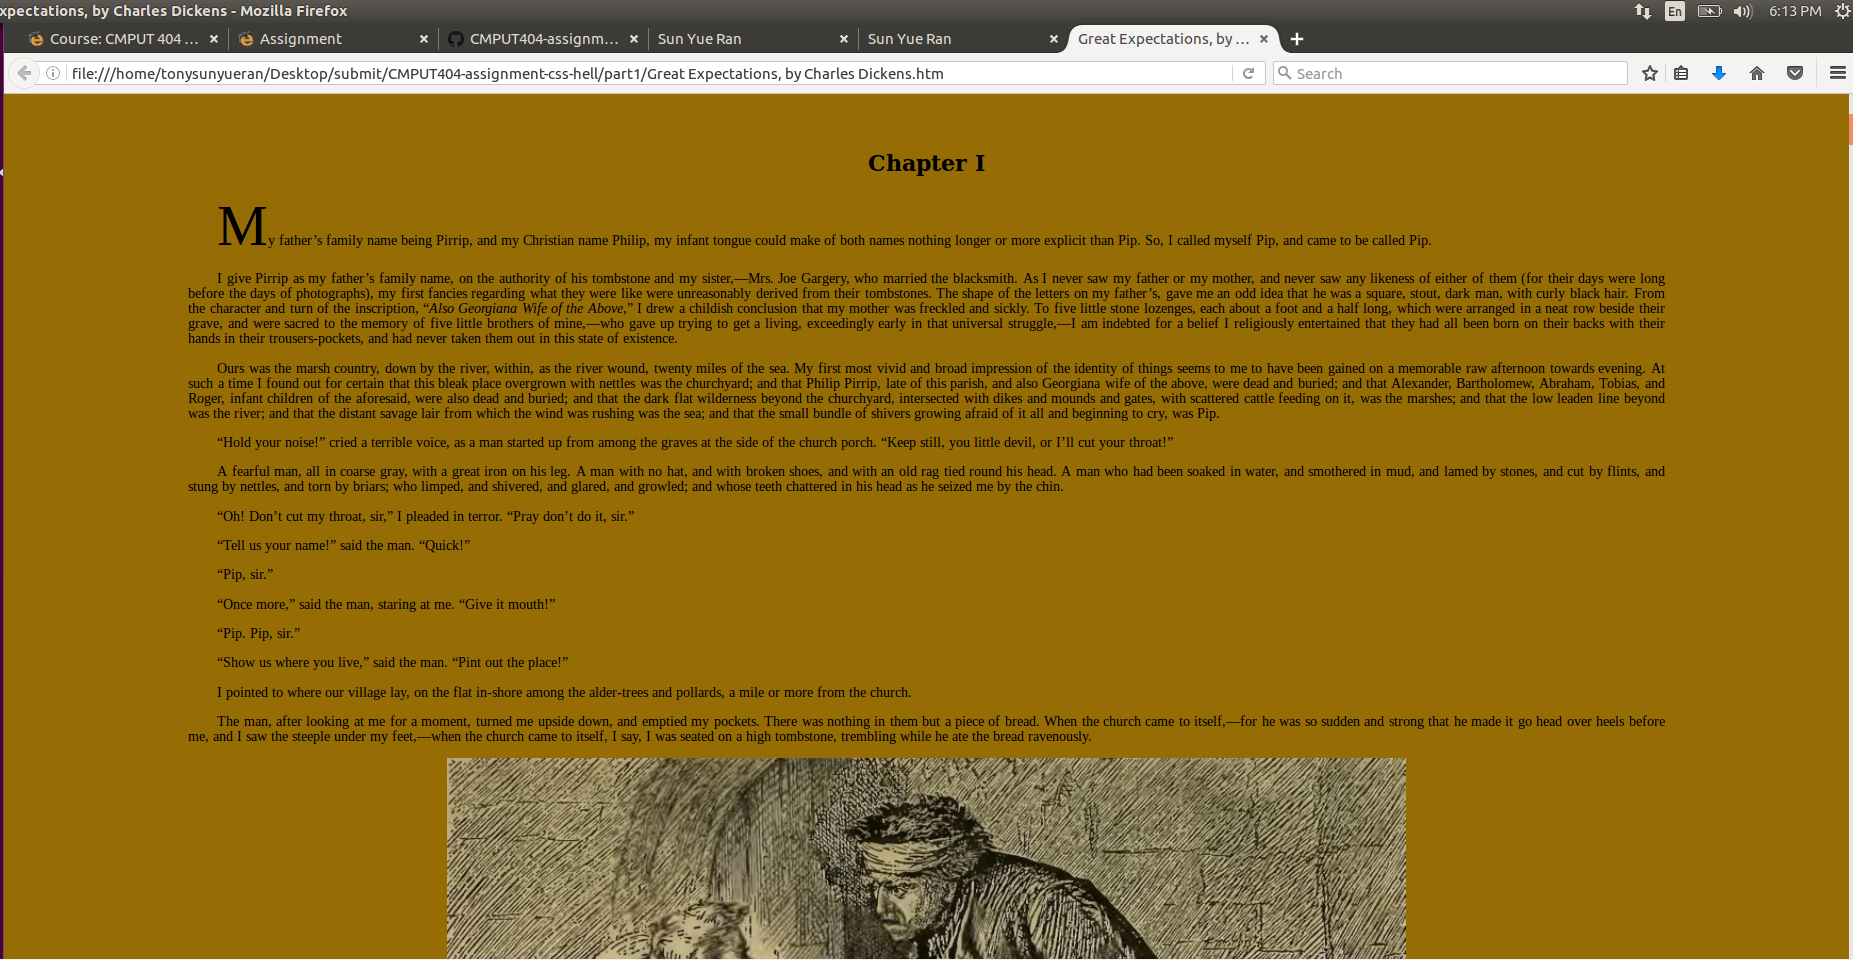 xpectations, by Charles Dickens - Mozilla Firefox
En
6:13 PM
Course: CMPUT 404 ...
Assignment
CMPUT404-assignm...
Sun Yue Ran
Sun Yue Ran
Great Expectations, by ...
file:///home/tonysunyueran/Desktop/submit/CMPUT404-assignment-css-hell/part1/Great Expectations, by Charles Dickens.htm
Search
Chapter I
My father’s family name being Pirrip, and my Christian name Philip, my infant tongue could make of both names nothing longer or more explicit than Pip. So, I called myself Pip, and came to be called Pip.
I give Pirrip as my father’s family name, on the authority of his tombstone and my sister,—Mrs. Joe Gargery, who married the blacksmith. As I never saw my father or my mother, and never saw any likeness of either of them (for their days were long
before the days of photographs), my first fancies regarding what they were like were unreasonably derived from their tombstones. The shape of the letters on my father’s, gave me an odd idea that he was a square, stout, dark man, with curly black hair. From
the character and turn of the inscription, “Also Georgiana Wife of the Above,” I drew a childish conclusion that my mother was freckled and sickly. To five little stone lozenges, each about a foot and a half long, which were arranged in a neat row beside their
grave, and were sacred to the memory of five little brothers of mine,—who gave up trying to get a living, exceedingly early in that universal struggle,—I am indebted for a belief I religiously entertained that they had all been born on their backs with their
hands in their trousers-pockets, and had never taken them out in this state of existence.
Ours was the marsh country, down by the river, within, as the river wound, twenty miles of the sea. My first most vivid and broad impression of the identity of things seems to me to have been gained on a memorable raw afternoon towards evening. At
such a time I found out for certain that this bleak place overgrown with nettles was the churchyard; and that Philip Pirrip, late of this parish, and also Georgiana wife of the above, were dead and buried; and that Alexander, Bartholomew, Abraham, Tobias, and
Roger, infant children of the aforesaid, were also dead and buried; and that the dark flat wilderness beyond the churchyard, intersected with dikes and mounds and gates, with scattered cattle feeding on it, was the marshes; and that the low leaden line beyond
was the river; and that the distant savage lair from which the wind was rushing was the sea; and that the small bundle of shivers growing afraid of it all and beginning to cry, was Pip.
“Hold your noise!” cried a terrible voice, as a man started up from among the graves at the side of the church porch. “Keep still, you little devil, or I’ll cut your throat!”
A fearful man, all in coarse gray, with a great iron on his leg. A man with no hat, and with broken shoes, and with an old rag tied round his head. A man who had been soaked in water, and smothered in mud, and lamed by stones, and cut by flints, and
stung by nettles, and torn by briars; who limped, and shivered, and glared, and growled; and whose teeth chattered in his head as he seized me by the chin.
“Oh! Don’t cut my throat, sir,” I pleaded in terror. “Pray don’t do it, sir.”
“Tell us your name!” said the man. “Quick!”
“Pip, sir.”
“Once more,” said the man, staring at me. “Give it mouth!”
“Pip. Pip, sir.”
“Show us where you live,” said the man. “Pint out the place!”
I pointed to where our village lay, on the flat in-shore among the alder-trees and pollards, a mile or more from the church.
The man, after looking at me for a moment, turned me upside down, and emptied my pockets. There was nothing in them but a piece of bread. When the church came to itself,—for he was so sudden and strong that he made it go head over heels before
me, and I saw the steeple under my feet,—when the church came to itself, I say, I was seated on a high tombstone, trembling while he ate the bread ravenously.